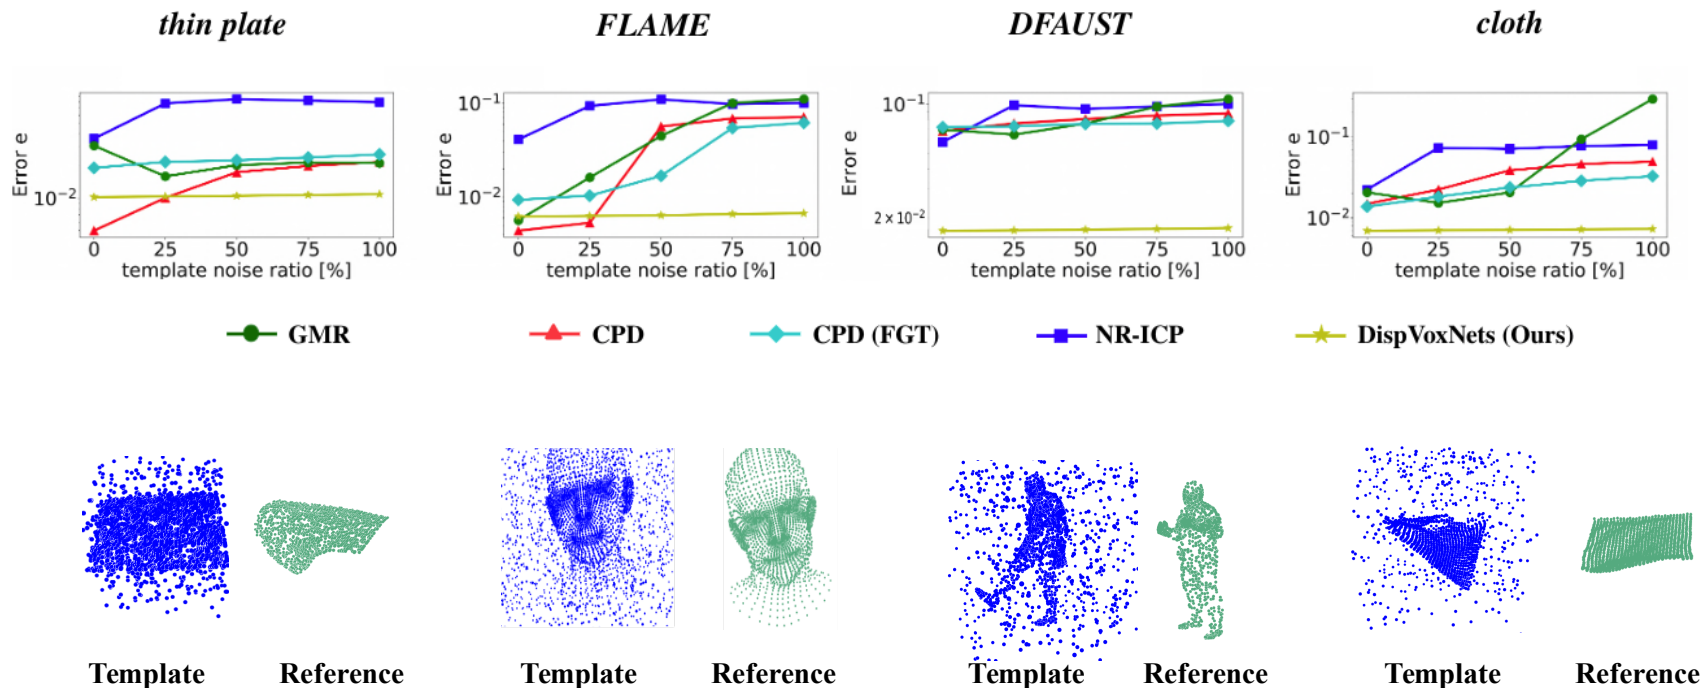 thin plate FLAME DFAUST cloth
10⁻¹ 10⁻¹ 10⁻¹
10⁻² 10⁻² 2×10⁻² 10⁻²
Error e Error e Error e Error e
0 25 50 75 100 0 25 50 75 100 0 25 50 75 100 0 25 50 75 100
template noise ratio [%] template noise ratio [%] template noise ratio [%] template noise ratio [%]
GMR CPD CPD (FGT) NR-ICP DispVoxNets (Ours)
Template Reference Template Reference Template Reference Template Reference